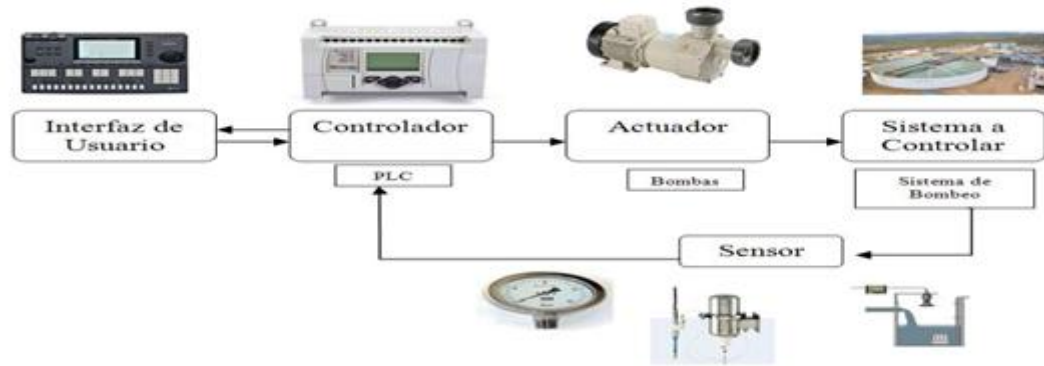 Interfaz de
Usuario
Controlador
Actuador
Sistema a
Controlar
PLC
Bombas
Sistema de
Bombeo
Sensor